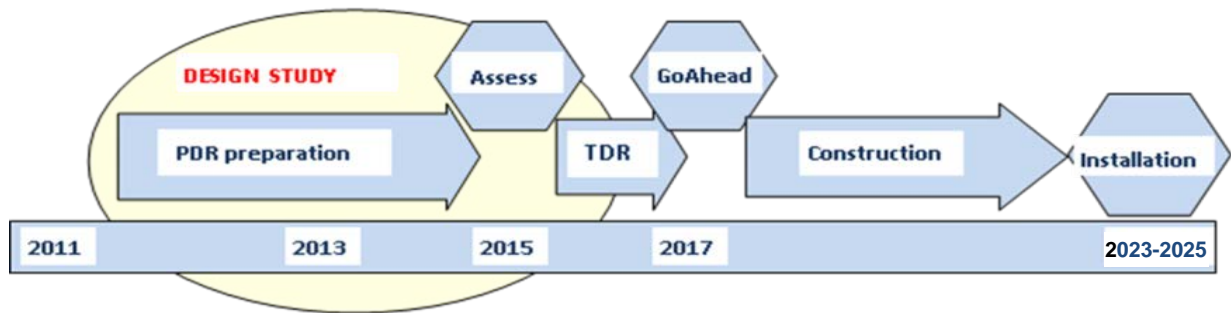 DESIGN STUDY
Assess
GoAhead
PDR preparation
TDR
Construction
Installation
2011
2013
2015
2017
2023-2025